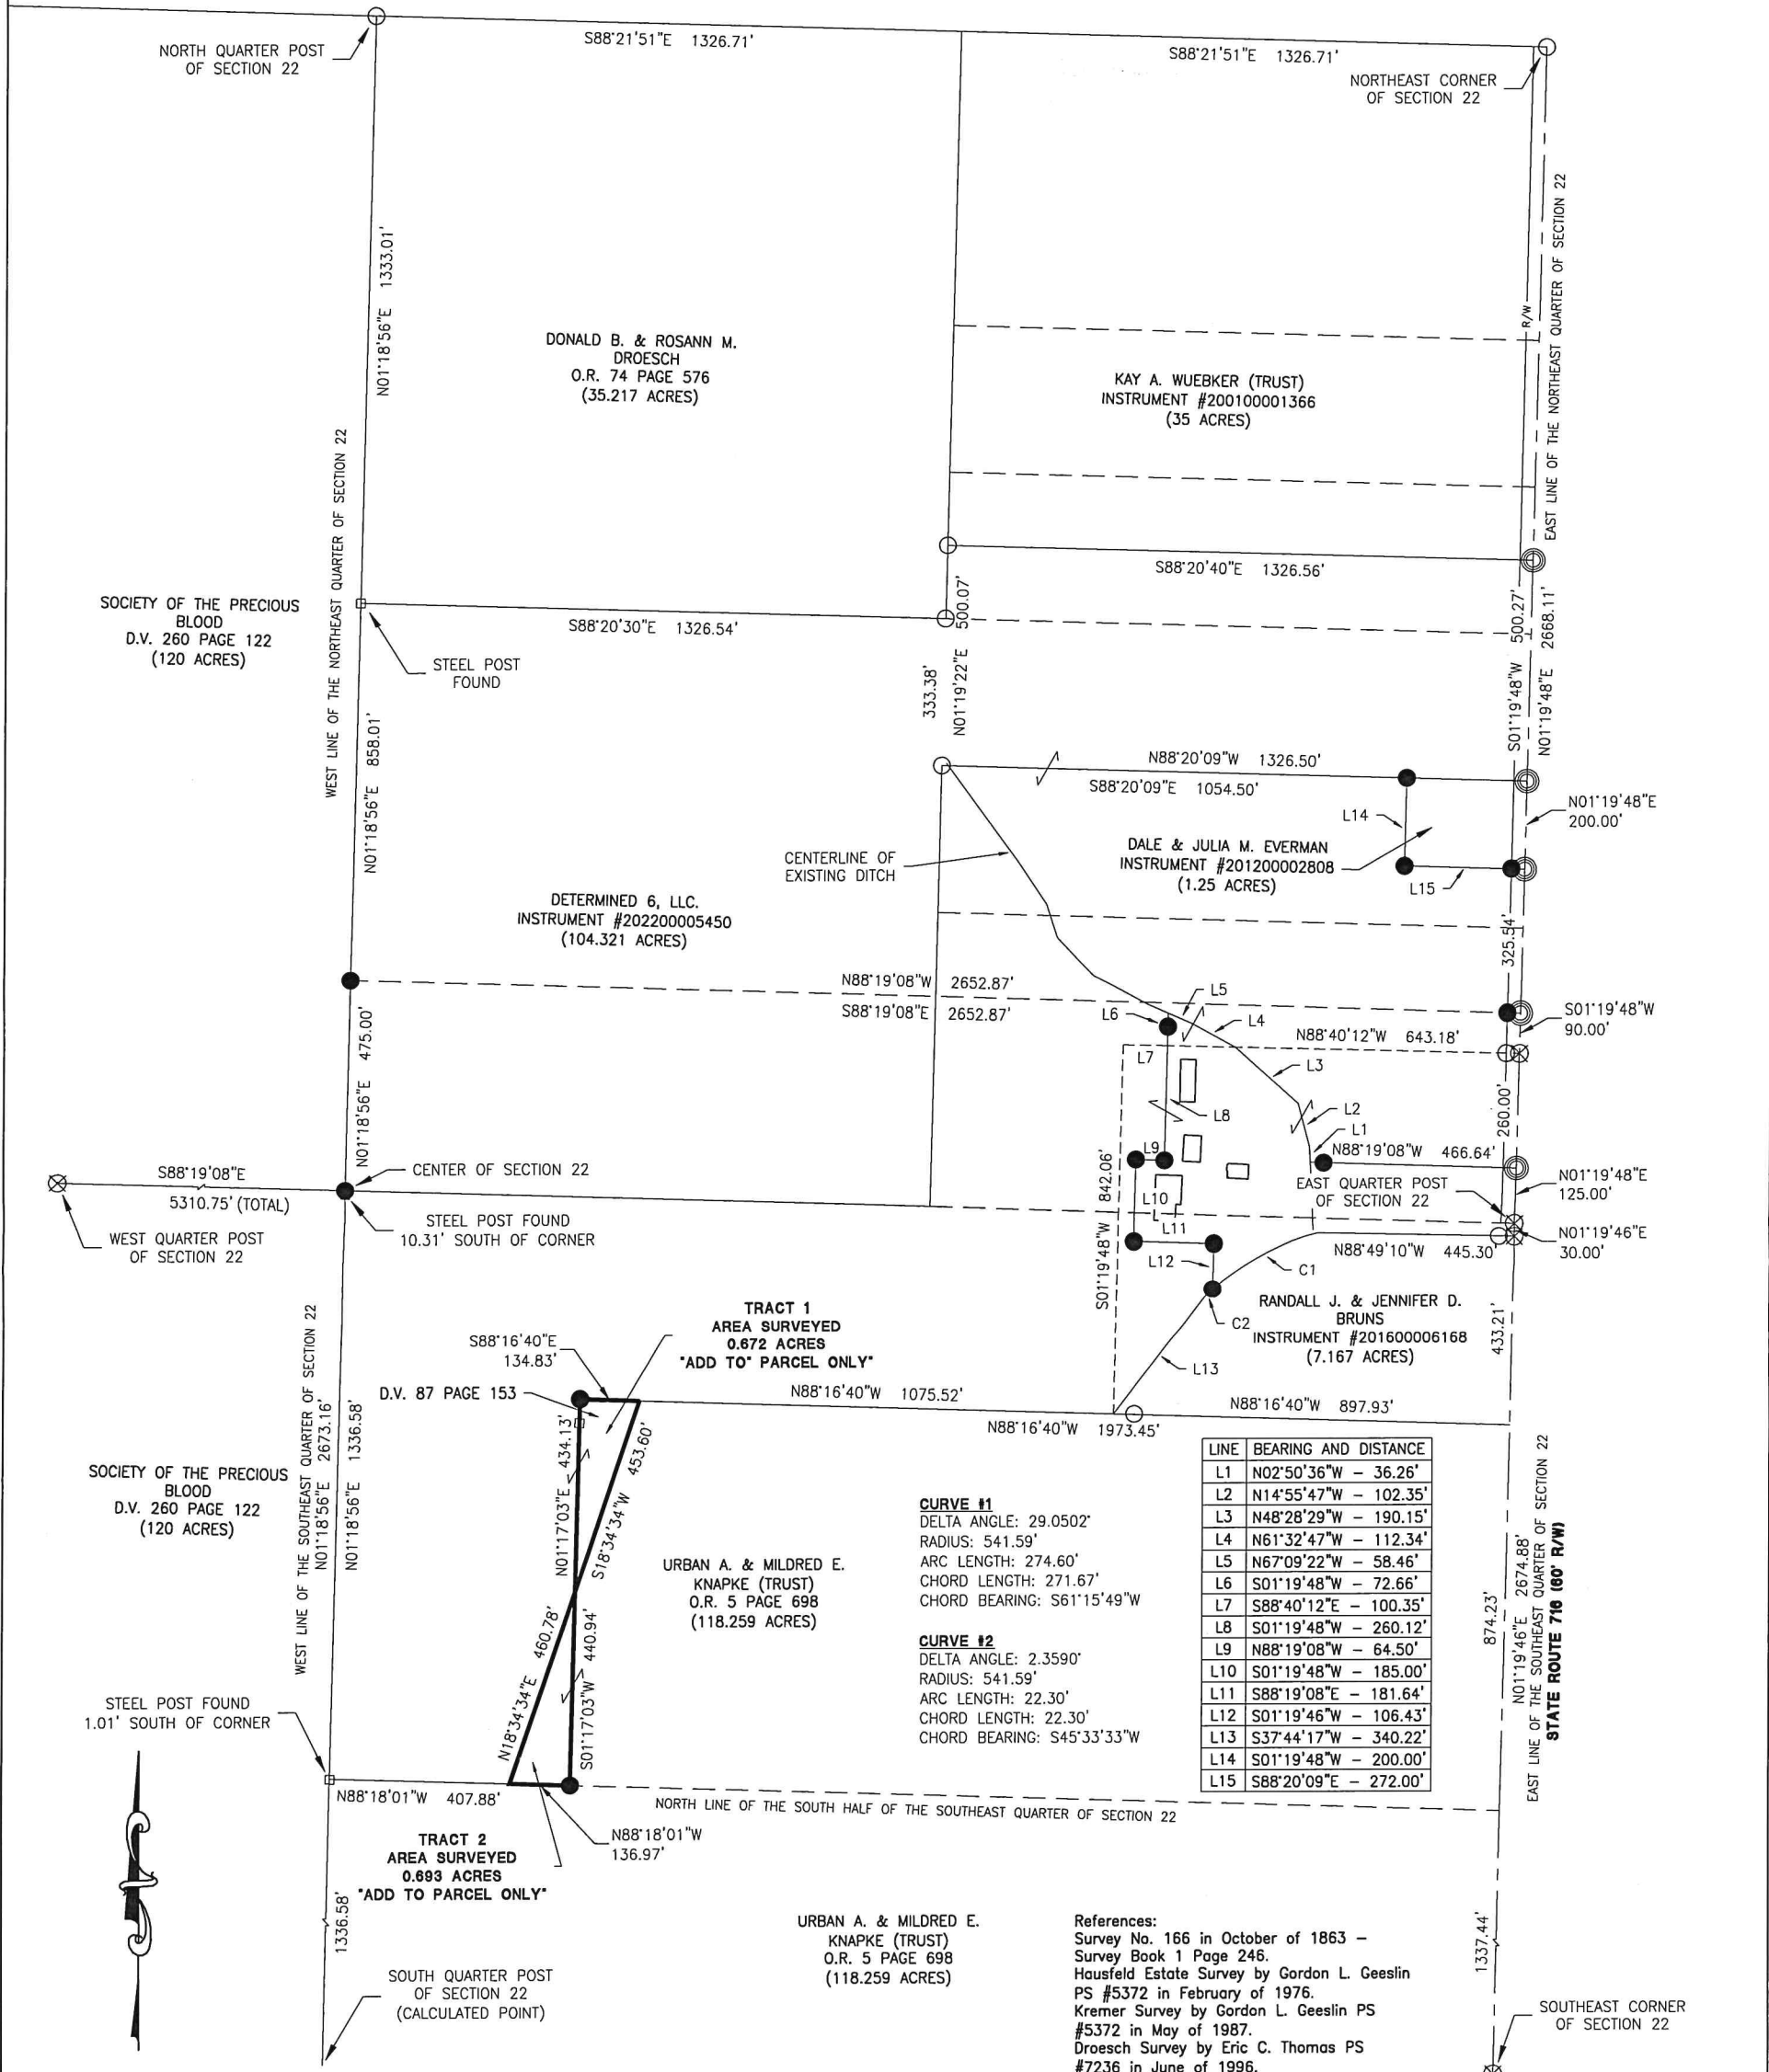 S88°21'51"E 1326.71'
S88°21'51"E 1326.71'
NORTH QUARTER POST
OF SECTION 22
NORTHEAST CORNER
OF SECTION 22
N01°18'56"E 1333.01'
WEST LINE OF THE NORTHEAST QUARTER OF SECTION 22
DONALD B. & ROSANN M.
DROESCH
O.R. 74 PAGE 576
(35.217 ACRES)
KAY A. WUEBKER (TRUST)
INSTRUMENT #200100001366
(35 ACRES)
R/W
EAST LINE OF THE NORTHEAST QUARTER OF SECTION 22
S88°20'40"E 1326.56'
SOCIETY OF THE PRECIOUS
BLOOD
D.V. 260 PAGE 122
(120 ACRES)
S88°20'30"E 1326.54'
STEEL POST
FOUND
500.07'
N01°19'22"E
333.38'
500.27'
S01°19'48"W
2668.11'
N01°19'48"E
N01°18'56"E 858.01'
N88°20'09"W 1326.50'
S88°20'09"E 1054.50'
N01°19'48"E
200.00'
L14
CENTERLINE OF
EXISTING DITCH
DALE & JULIA M. EVERMAN
INSTRUMENT #201200002808
(1.25 ACRES)
L15
DETERMINED 6, LLC.
INSTRUMENT #202200005450
(104.321 ACRES)
325.54'
N88°19'08"W 2652.87'
S88°19'08"E 2652.87'
L5
L6
L4
S01°19'48"W
90.00'
N88°40'12"W 643.18'
L7
L3
N01°18'56"E 475.00'
L8
L2
L1
260.00'
L9
N88°19'08"W 466.64'
S88°19'08"E
5310.75' (TOTAL)
CENTER OF SECTION 22
EAST QUARTER POST
OF SECTION 22
N01°19'48"E
125.00'
WEST QUARTER POST
OF SECTION 22
STEEL POST FOUND
10.31' SOUTH OF CORNER
S01°19'48"W 842.06'
L10
L11
L12
N88°49'10"W 445.30'
N01°19'46"E
30.00'
C1
C2
L13
RANDALL J. & JENNIFER D.
BRUNS
INSTRUMENT #201600006168
(7.167 ACRES)
433.21'
TRACT 1
AREA SURVEYED
0.672 ACRES
"ADD TO" PARCEL ONLY"
S88°16'40"E
134.83'
D.V. 87 PAGE 153
N88°16'40"W 1075.52'
N88°16'40"W 897.93'
N88°16'40"W 1973.45'
WEST LINE OF THE SOUTHEAST QUARTER OF SECTION 22
N01°18'56"E 2673.16'
N01°18'56"E 1336.58'
SOCIETY OF THE PRECIOUS
BLOOD
D.V. 260 PAGE 122
(120 ACRES)
N01°17'03"E 434.13'
S18°34'34"W 453.60'
N18°34'34"E 460.78'
S01°17'03"W 440.94'
URBAN A. & MILDRED E.
KNAPKE (TRUST)
O.R. 5 PAGE 698
(118.259 ACRES)
CURVE #1
DELTA ANGLE: 29.0502°
RADIUS: 541.59'
ARC LENGTH: 274.60'
CHORD LENGTH: 271.67'
CHORD BEARING: S61°15'49"W
CURVE #2
DELTA ANGLE: 2.3590°
RADIUS: 541.59'
ARC LENGTH: 22.30'
CHORD LENGTH: 22.30'
CHORD BEARING: S45°33'33"W
LINE BEARING AND DISTANCE
L1 N02°50'36"W – 36.26'
L2 N14°55'47"W – 102.35'
L3 N48°28'29"W – 190.15'
L4 N61°32'47"W – 112.34'
L5 N67°09'22"W – 58.46'
L6 S01°19'48"W – 72.66'
L7 S88°40'12"E – 100.35'
L8 S01°19'48"W – 260.12'
L9 N88°19'08"W – 64.50'
L10 S01°19'48"W – 185.00'
L11 S88°19'08"E – 181.64'
L12 S01°19'46"W – 106.43'
L13 S37°44'17"W – 340.22'
L14 S01°19'48"W – 200.00'
L15 S88°20'09"E – 272.00'
874.23'
N01°19'46"E 2674.88'
EAST LINE OF THE SOUTHEAST QUARTER OF SECTION 22
STATE ROUTE 716 (60' R/W)
STEEL POST FOUND
1.01' SOUTH OF CORNER
N88°18'01"W 407.88'
NORTH LINE OF THE SOUTH HALF OF THE SOUTHEAST QUARTER OF SECTION 22
N88°18'01"W
136.97'
TRACT 2
AREA SURVEYED
0.693 ACRES
"ADD TO PARCEL ONLY"
1336.58'
SOUTH QUARTER POST
OF SECTION 22
(CALCULATED POINT)
URBAN A. & MILDRED E.
KNAPKE (TRUST)
O.R. 5 PAGE 698
(118.259 ACRES)
References:
Survey No. 166 in October of 1863 –
Survey Book 1 Page 246.
Hausfeld Estate Survey by Gordon L. Geeslin
PS #5372 in February of 1976.
Kremer Survey by Gordon L. Geeslin PS
#5372 in May of 1987.
Droesch Survey by Eric C. Thomas PS
#7236 in June of 1996.
1337.44'
SOUTHEAST CORNER
OF SECTION 22